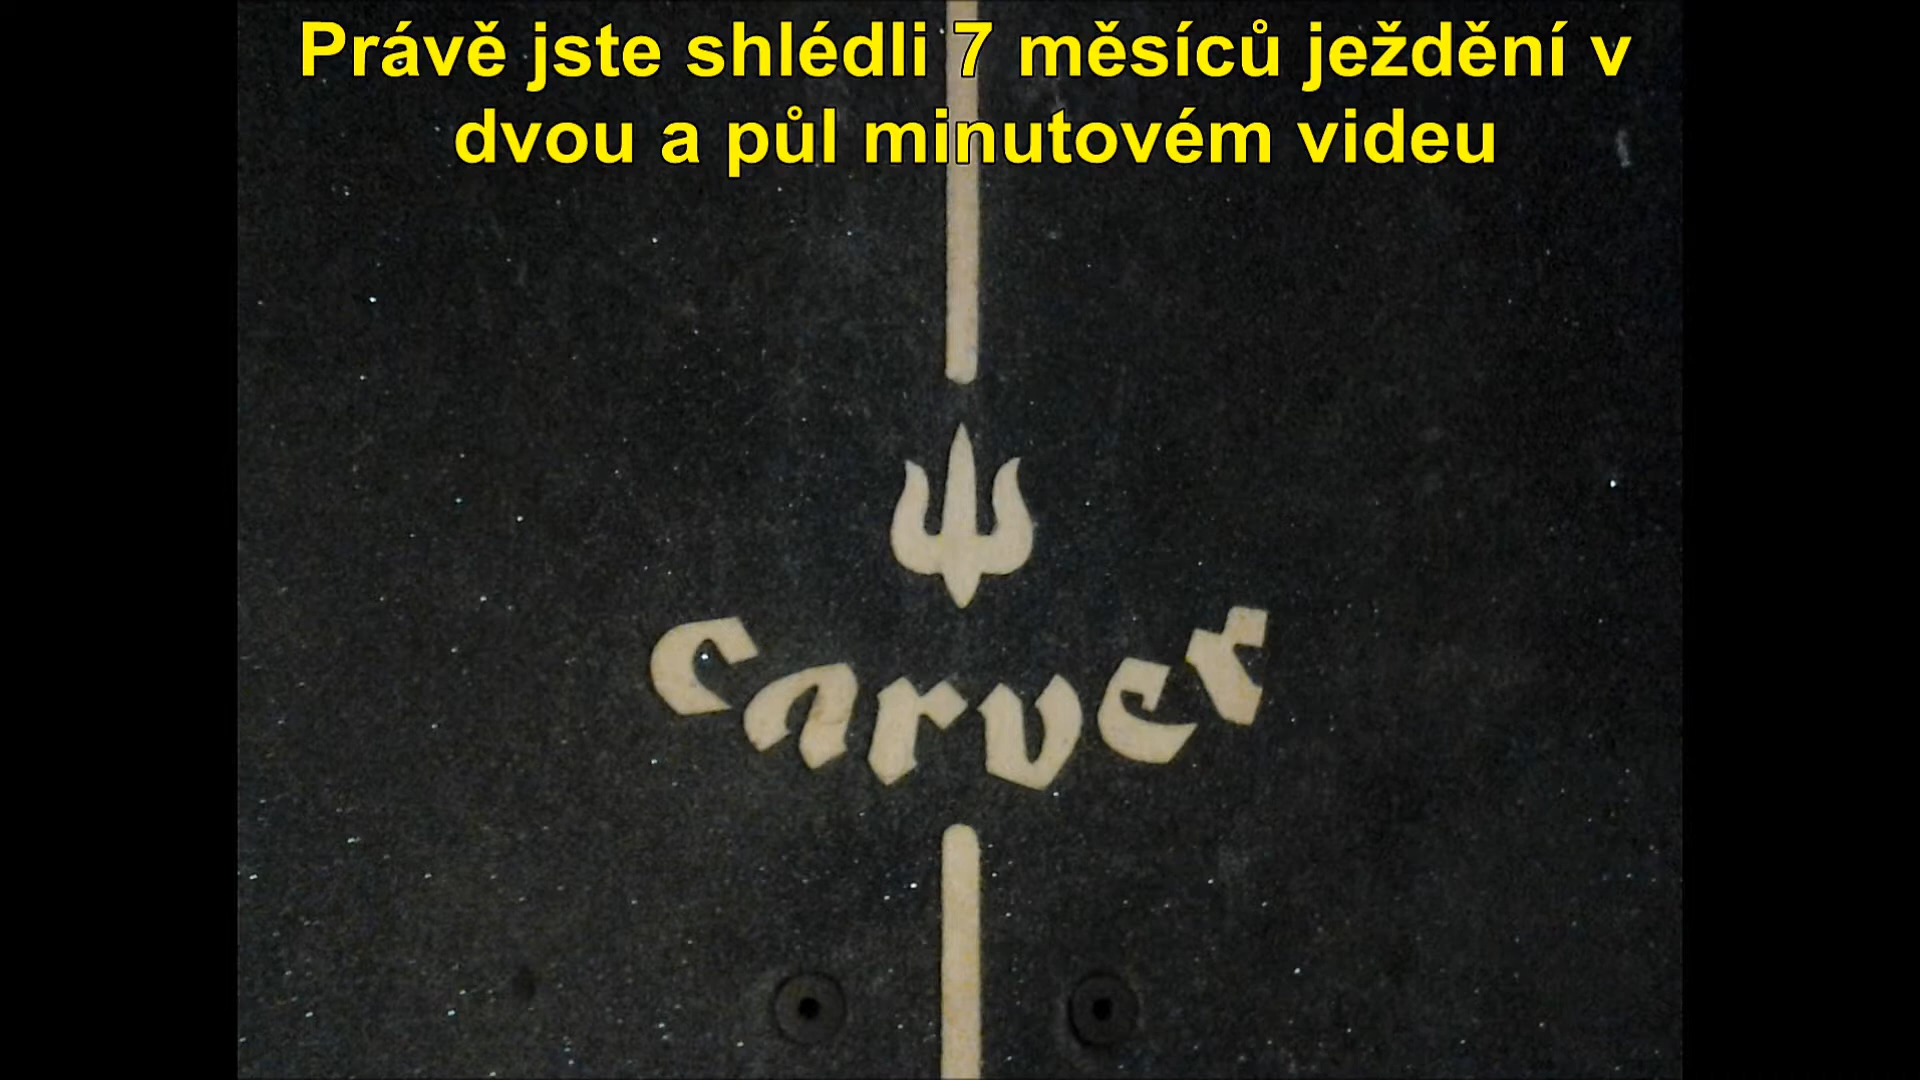 Právě jste shlédli 7 měsíců ježdění v
dvou a půl minutovém videu
carver